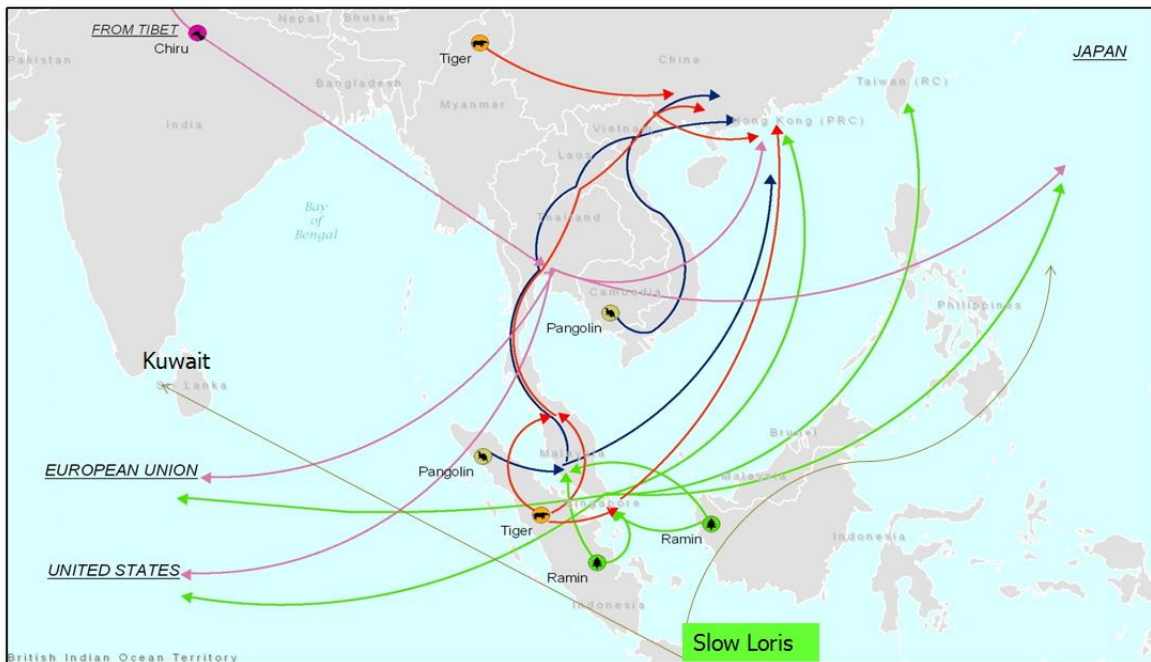 FROM TIBET
Chiru
Nepal
Bhutan
Pakistan
Tiger
China
JAPAN
Taiwan (RC)
Bangladesh
India
Myanmar
Hong Kong (PRC)
Vietnam
Laos
Bay
of
Bengal
Thailand
Cambodia
Philippines
Pangolin
Kuwait
Sri Lanka
Brunei
Malaysia
EUROPEAN UNION
Pangolin
Malaysia
Singapore
Tiger
Ramin
Indonesia
UNITED STATES
Ramin
Indonesia
Slow Loris
British Indian Ocean Territory